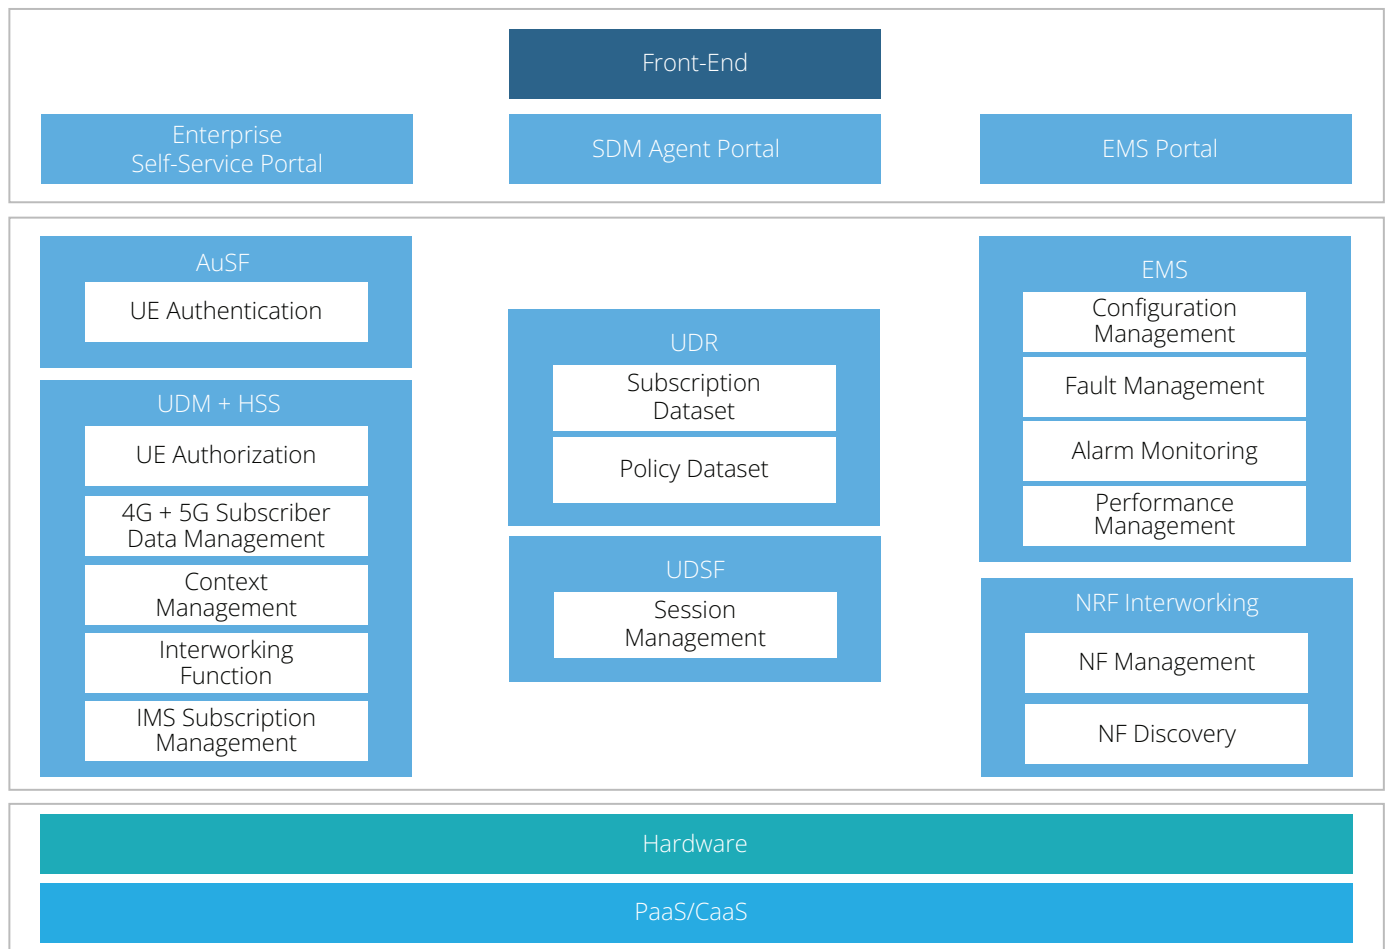 Front-End
Enterprise
Self-Service Portal
SDM Agent Portal
EMS Portal
AuSF
UE Authentication
UDM + HSS
UE Authorization
4G + 5G Subscriber
Data Management
Context
Management
Interworking
Function
IMS Subscription
Management
UDR
Subscription
Dataset
Policy Dataset
UDSF
Session
Management
EMS
Configuration
Management
Fault Management
Alarm Monitoring
Performance
Management
NRF Interworking
NF Management
NF Discovery
Hardware
PaaS/CaaS